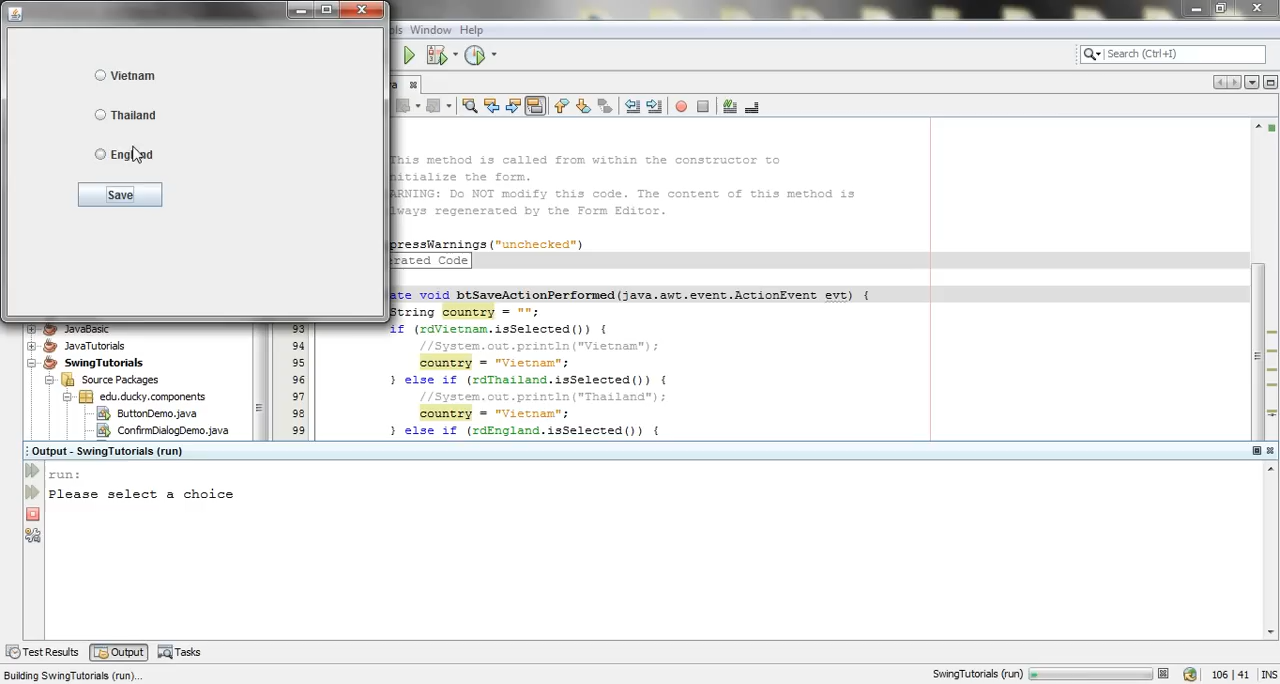 Window Help
Search (Ctrl+I)
Vietnam
Thailand
England
Save
This method is called from within the constructor to
nitialize the form.
ARNING: Do NOT modify this code. The content of this method is
lways regenerated by the Form Editor.
pressWarnings("unchecked")
erated Code
ate void btSaveActionPerformed(java.awt.event.ActionEvent evt) {
String country = "";
93 if (rdVietnam.isSelected()) {
94 //System.out.println("Vietnam");
95 country = "Vietnam";
96 } else if (rdThailand.isSelected()) {
97 //System.out.println("Thailand");
98 country = "Vietnam";
99 } else if (rdEngland.isSelected()) {
JavaBasic
JavaTutorials
SwingTutorials
Source Packages
edu.ducky.components
ButtonDemo.java
ConfirmDialogDemo.java
Output - SwingTutorials (run)
run:
Please select a choice
Test Results Output Tasks
Building SwingTutorials (run)... SwingTutorials (run) 106 | 41 INS